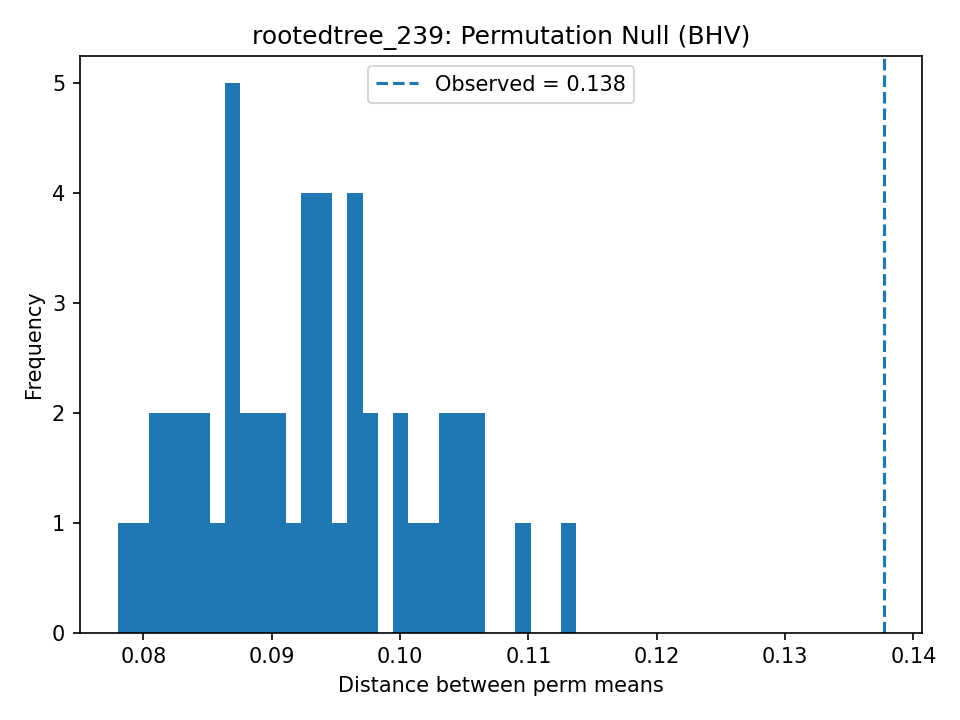 rootedtree_239: Permutation Null (BHV)
Observed = 0.138
5
4
3
2
1
0
Frequency
0.08 0.09 0.10 0.11 0.12 0.13 0.14
Distance between perm means